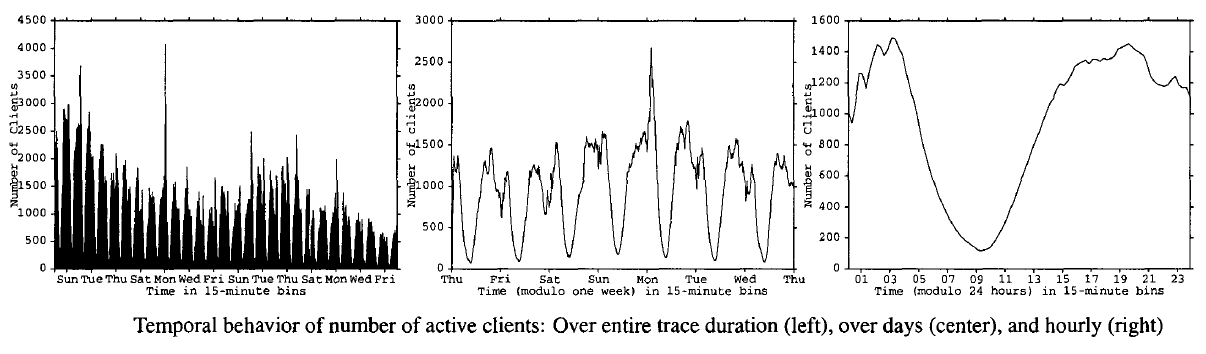 4500
4000
3500
3000
2500
2000
1500
1000
500
0
Number of Clients
Sun Tue Thu Sat Mon Wed Fri Sun Tue Thu Sat Mon Wed Fri
Time in 15-minute bins
3000
2500
2000
1500
1000
500
0
Number of Clients
Thu Fri Sat Sun Mon Tue Wed Thu
Time (modulo one week) in 15-minute bins
1600
1400
1200
1000
800
600
400
200
0
Number of Clients
01 03 05 07 09 11 13 15 17 19 21 23
Time (modulo 24 hours) in 15-minute bins
Temporal behavior of number of active clients: Over entire trace duration (left), over days (center), and hourly (right)